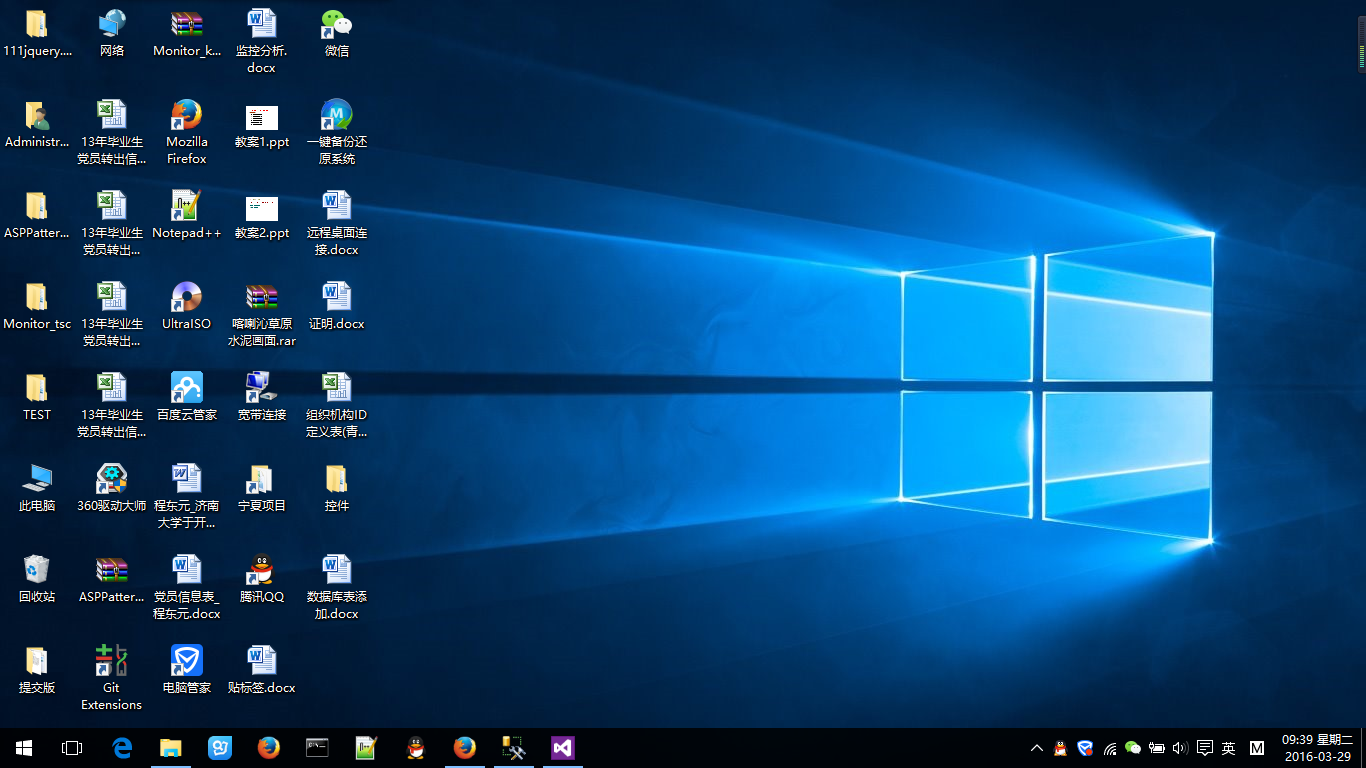 111jquery....
网络
Monitor_k...
监控分析.
docx
微信
Administr...
13年毕业生
党员转出信...
Mozilla
Firefox
教案1.ppt
一键备份还
原系统
ASPPatter...
13年毕业生
党员转出...
Notepad++
教案2.ppt
远程桌面连
接.docx
Monitor_tsc
13年毕业生
党员转出...
UltraISO
喀喇沁草原
水泥画面.rar
证明.docx
TEST
13年毕业生
党员转出信...
百度云管家
宽带连接
组织机构ID
定义表(青...
此电脑
360驱动大师
程东元_济南
大学于开...
宁夏项目
控件
回收站
ASPPatter...
党员信息表_
程东元.docx
腾讯QQ
数据库表添
加.docx
提交版
Git
Extensions
电脑管家
贴标签.docx
英
M
09:39 星期二
2016-03-29